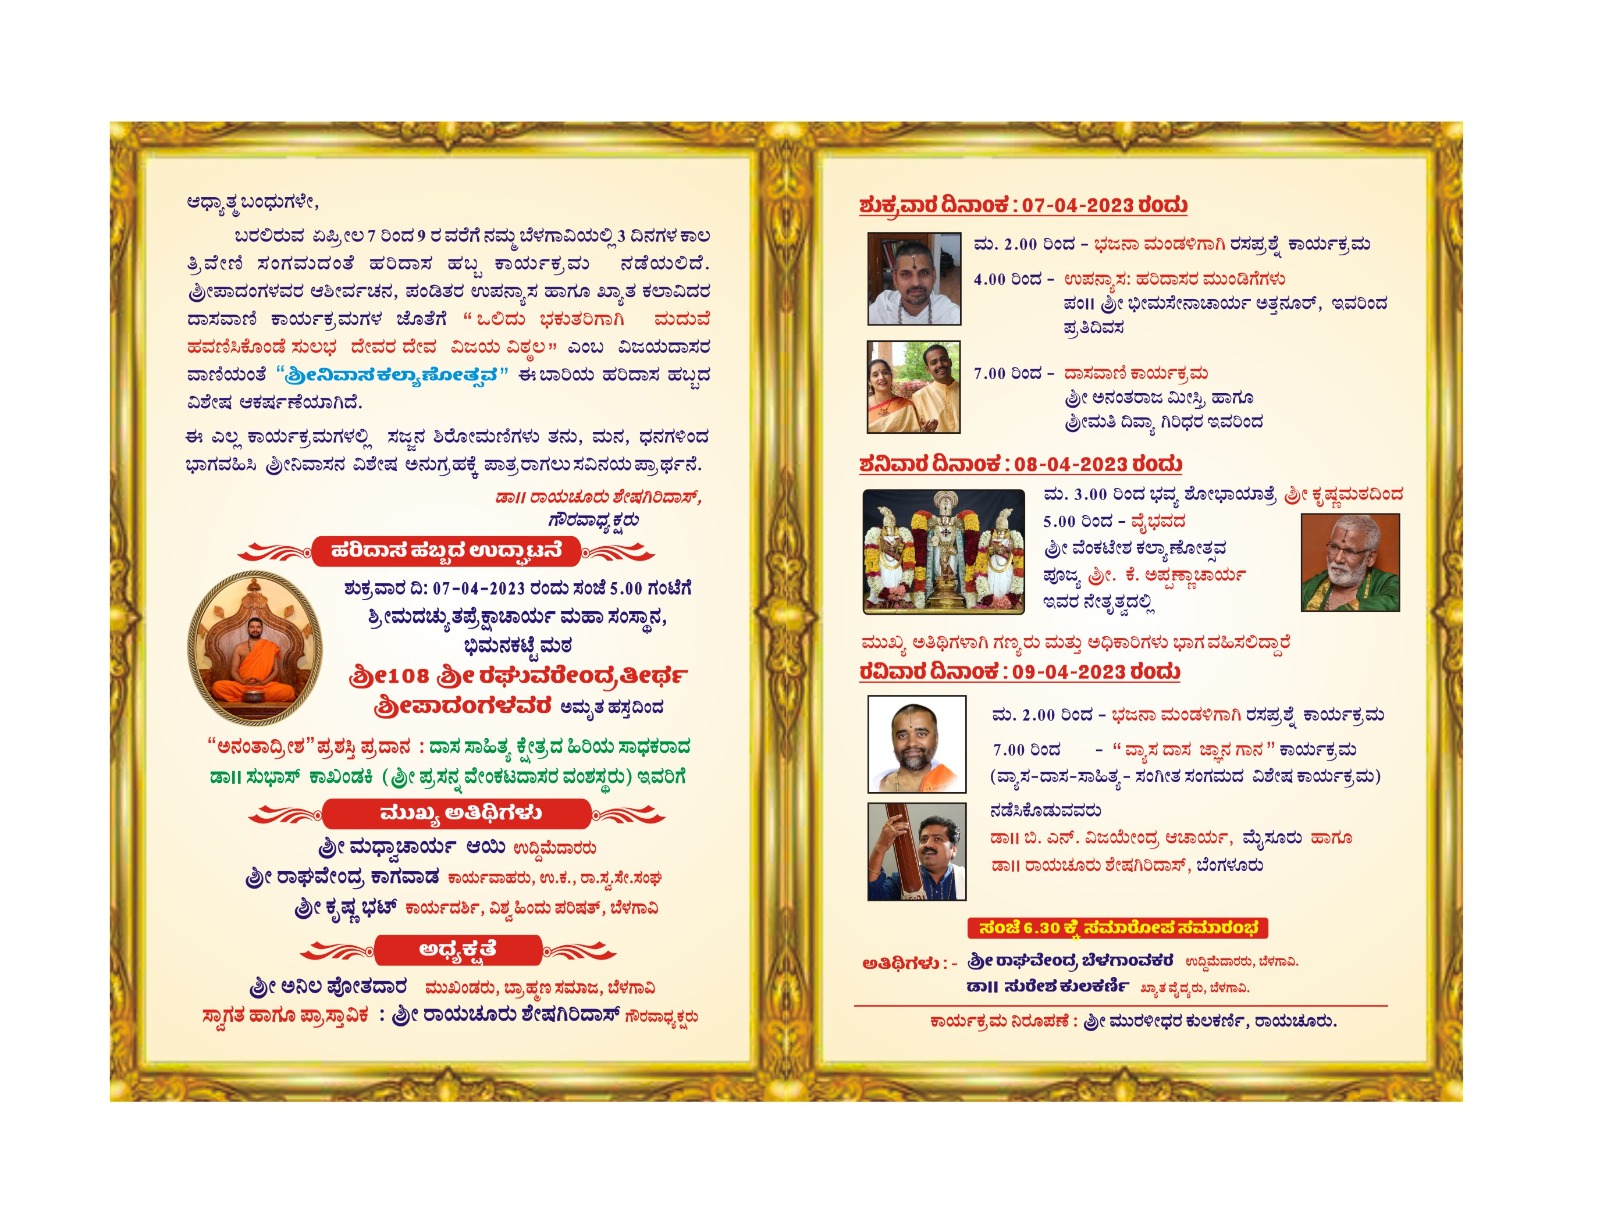 ಆಧ್ಯಾತ್ಮ ಬಂಧುಗಳೇ,
ಬರಲಿರುವ ಏಪ್ರೀಲ 7 ರಿಂದ 9 ರ ವರೆಗೆ ನಮ್ಮ ಬೆಳಗಾವಿಯಲ್ಲಿ 3 ದಿನಗಳ ಕಾಲ
ತ್ರಿವೇಣಿ ಸಂಗಮದಂತೆ ಹರಿದಾಸ ಹಬ್ಬ ಕಾರ್ಯಕ್ರಮ ನಡೆಯಲಿದೆ.
ಶ್ರೀಪಾದಂಗಳವರ ಆಶೀರ್ವಚನ, ಪಂಡಿತರ ಉಪನ್ಯಾಸ ಹಾಗೂ ಖ್ಯಾತ ಕಲಾವಿದರ
ದಾಸವಾಣಿ ಕಾರ್ಯಕ್ರಮಗಳ ಜೊತೆಗೆ “ ಒಲಿದು ಭಕುತರಿಗಾಗಿ ಮದುವೆ
ಹವಣಿಸಿಕೊಂಡೆ ಸುಲಭ ದೇವರ ದೇವ ವಿಜಯ ವಿಠ್ಠಲ” ಎಂಬ ವಿಜಯದಾಸರ
ವಾಣಿಯಂತೆ “ಶ್ರೀನಿವಾಸ ಕಲ್ಯಾಣೋತ್ಸವ” ಈ ಬಾರಿಯ ಹರಿದಾಸ ಹಬ್ಬದ
ವಿಶೇಷ ಆಕರ್ಷಣೆಯಾಗಿದೆ.
ಈ ಎಲ್ಲ ಕಾರ್ಯಕ್ರಮಗಳಲ್ಲಿ ಸಜ್ಜನ ಶಿರೋಮಣಿಗಳು ತನು, ಮನ, ಧನಗಳಿಂದ
ಭಾಗವಹಿಸಿ ಶ್ರೀನಿವಾಸನ ವಿಶೇಷ ಅನುಗ್ರಹಕ್ಕೆ ಪಾತ್ರರಾಗಲು ಸವಿನಯ ಪ್ರಾರ್ಥನೆ.
ಡಾ|| ರಾಯಚೂರು ಶೇಷಗಿರಿದಾಸ್,
ಗೌರವಾಧ್ಯಕ್ಷರು
ಹರಿದಾಸ ಹಬ್ಬದ ಉದ್ಘಾಟನೆ
ಶುಕ್ರವಾರ ದಿ: 07-04-2023 ರಂದು ಸಂಜೆ 5.00 ಗಂಟೆಗೆ
ಶ್ರೀಮದಚ್ಯುತಪ್ರೆಕ್ಷಾಚಾರ್ಯ ಮಹಾ ಸಂಸ್ಥಾನ,
ಭಿಮನಕಟ್ಟೆ ಮಠ
ಶ್ರೀ108 ಶ್ರೀ ರಘುವರೇಂದ್ರತೀರ್ಥ
ಶ್ರೀಪಾದಂಗಳವರ ಅಮೃತ ಹಸ್ತದಿಂದ
“ಅನಂತಾದ್ರೀಶ” ಪ್ರಶಸ್ತಿ ಪ್ರದಾನ : ದಾಸ ಸಾಹಿತ್ಯ ಕ್ಷೇತ್ರದ ಹಿರಿಯ ಸಾಧಕರಾದ
ಡಾ|| ಸುಭಾಸ್ ಕಾಖಂಡಕಿ (ಶ್ರೀ ಪ್ರಸನ್ನ ವೇಂಕಟದಾಸರ ವಂಶಸ್ಥರು) ಇವರಿಗೆ
ಮುಖ್ಯ ಅತಿಥಿಗಳು
ಶ್ರೀ ಮಧ್ವಾಚಾರ್ಯ ಆಯಿ ಉದ್ದಿಮೆದಾರರು
ಶ್ರೀ ರಾಘವೇಂದ್ರ ಕಾಗವಾಡ ಕಾರ್ಯವಾಹರು, ಉ.ಕ., ರಾ.ಸ್ವ.ಸೇ.ಸಂಘ
ಶ್ರೀ ಕೃಷ್ಣ ಭಟ್ ಕಾರ್ಯದರ್ಶಿ, ವಿಶ್ವ ಹಿಂದು ಪರಿಷತ್, ಬೆಳಗಾವಿ
ಅಧ್ಯಕ್ಷತೆ
ಶ್ರೀ ಅನಿಲ ಪೋತದಾರ ಮುಖಂಡರು, ಬ್ರಾಹ್ಮಣ ಸಮಾಜ, ಬೆಳಗಾವಿ
ಸ್ವಾಗತ ಹಾಗೂ ಪ್ರಾಸ್ತಾವಿಕ : ಶ್ರೀ ರಾಯಚೂರು ಶೇಷಗಿರಿದಾಸ್ ಗೌರವಾಧ್ಯಕ್ಷರು
ಶುಕ್ರವಾರ ದಿನಾಂಕ : 07-04-2023 ರಂದು
ಮ. 2.00 ರಿಂದ - ಭಜನಾ ಮಂಡಳಿಗಾಗಿ ರಸಪ್ರಶ್ನೆ ಕಾರ್ಯಕ್ರಮ
4.00 ರಿಂದ - ಉಪನ್ಯಾಸ: ಹರಿದಾಸರ ಮುಂಡಿಗೆಗಳು
ಪಂ|| ಶ್ರೀ ಭೀಮಸೇನಾಚಾರ್ಯ ಅತ್ತನೂರ್, ಇವರಿಂದ
ಪ್ರತಿದಿವಸ
7.00 ರಿಂದ - ದಾಸವಾಣಿ ಕಾರ್ಯಕ್ರಮ
ಶ್ರೀ ಅನಂತರಾಜ ಮೀಸ್ತ್ರಿ ಹಾಗೂ
ಶ್ರೀಮತಿ ದಿವ್ಯಾ ಗಿರಿಧರ ಇವರಿಂದ
ಶನಿವಾರ ದಿನಾಂಕ : 08-04-2023 ರಂದು
ಮ. 3.00 ರಿಂದ ಭವ್ಯ ಶೋಭಾಯಾತ್ರೆ ಶ್ರೀ ಕೃಷ್ಣಮಠದಿಂದ
5.00 ರಿಂದ - ವೈಭವದ
ಶ್ರೀ ವೆಂಕಟೇಶ ಕಲ್ಯಾಣೋತ್ಸವ
ಪೂಜ್ಯ ಶ್ರೀ. ಕೆ. ಅಪ್ಪಣ್ಣಾಚಾರ್ಯ
ಇವರ ನೇತೃತ್ವದಲ್ಲಿ
ಮುಖ್ಯ ಅತಿಥಿಗಳಾಗಿ ಗಣ್ಯರು ಮತ್ತು ಅಧಿಕಾರಿಗಳು ಭಾಗವಹಿಸಲಿದ್ದಾರೆ
ರವಿವಾರ ದಿನಾಂಕ : 09-04-2023 ರಂದು
ಮ. 2.00 ರಿಂದ - ಭಜನಾ ಮಂಡಳಿಗಾಗಿ ರಸಪ್ರಶ್ನೆ ಕಾರ್ಯಕ್ರಮ
7.00 ರಿಂದ - “ ವ್ಯಾಸ ದಾಸ ಜ್ಞಾನ ಗಾನ ” ಕಾರ್ಯಕ್ರಮ
(ವ್ಯಾಸ-ದಾಸ-ಸಾಹಿತ್ಯ - ಸಂಗೀತ ಸಂಗಮದ ವಿಶೇಷ ಕಾರ್ಯಕ್ರಮ)
ನಡೆಸಿಕೊಡುವವರು
ಡಾ|| ಬಿ. ಎನ್. ವಿಜಯೇಂದ್ರ ಆಚಾರ್ಯ, ಮೈಸೂರು ಹಾಗೂ
ಡಾ|| ರಾಯಚೂರು ಶೇಷಗಿರಿದಾಸ್, ಬೆಂಗಳೂರು
ಸಂಜೆ 6.30 ಕ್ಕೆ ಸಮಾರೋಪ ಸಮಾರಂಭ
ಅತಿಥಿಗಳು : - ಶ್ರೀ ರಾಘವೇಂದ್ರ ಬೆಳಗಾಂವಕರ ಉದ್ದಿಮೆದಾರರು, ಬೆಳಗಾವಿ.
ಡಾ|| ಸುರೇಶ ಕುಲಕರ್ಣಿ ಖ್ಯಾತ ವೈದ್ಯರು, ಬೆಳಗಾವಿ.
ಕಾರ್ಯಕ್ರಮ ನಿರೂಪಣೆ : ಶ್ರೀ ಮುರಳೀಧರ ಕುಲಕರ್ಣಿ, ರಾಯಚೂರು.